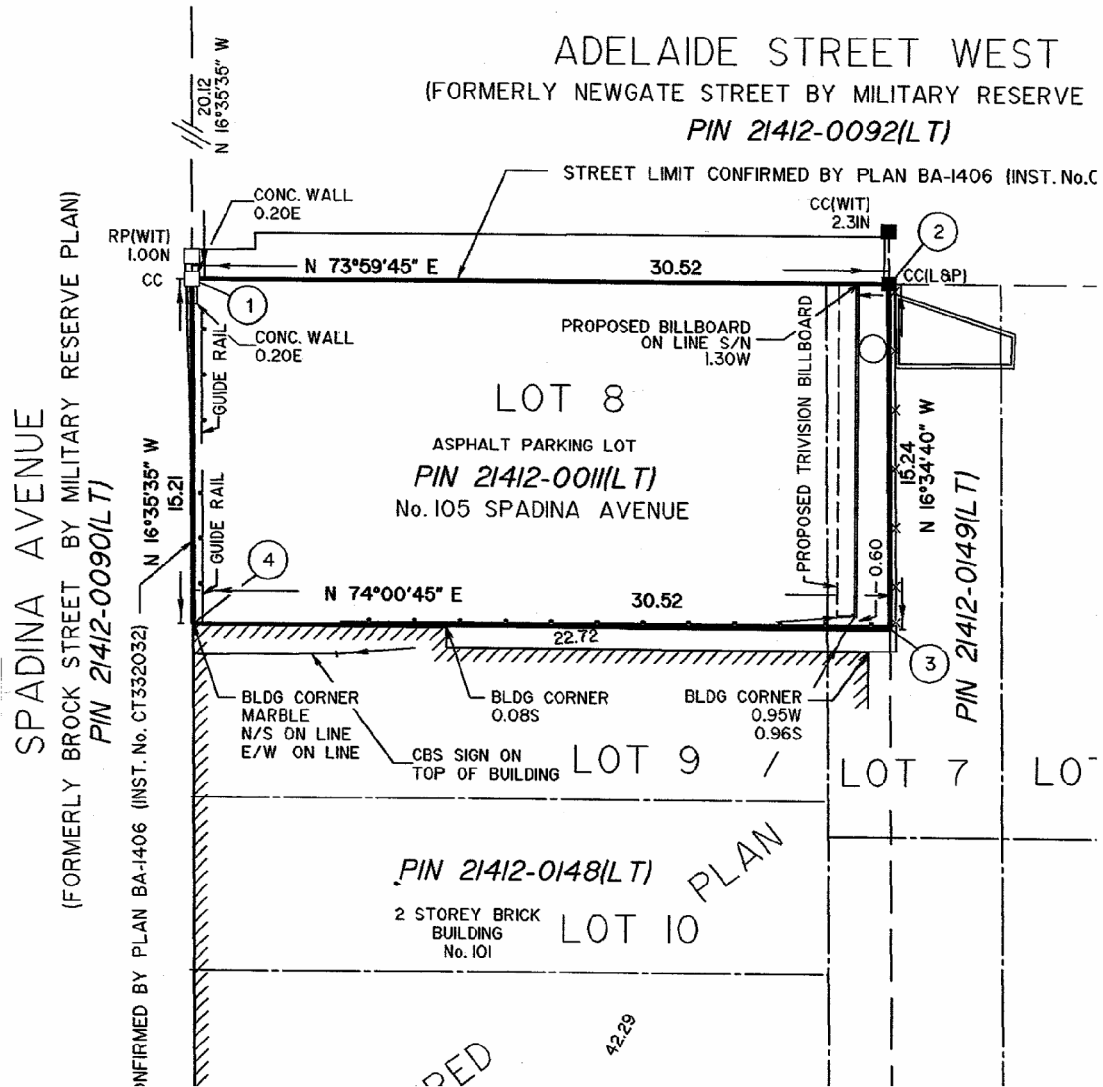 ADELAIDE STREET WEST
(FORMERLY NEWGATE STREET BY MILITARY RESERVE
PIN 21412-0092(LT)
STREET LIMIT CONFIRMED BY PLAN BA-1406 (INST. No.C
20.12
N 16°35'35" W
CONC. WALL
0.20E
RP(WIT)
1.00N
CC
CC(WIT)
2.3IN
2
CC(L&P)
N 73°59'45" E
30.52
1
CONC. WALL
0.20E
GUIDE RAIL
GUIDE RAIL
PROPOSED BILLBOARD
ON LINE S/N
1.30W
PROPOSED TRIVISION BILLBOARD
LOT 8
ASPHALT PARKING LOT
PIN 21412-0011(LT)
No. 105 SPADINA AVENUE
SPADINA AVENUE
(FORMERLY BROCK STREET BY MILITARY RESERVE PLAN)
PIN 21412-0090(LT)
ONFIRMED BY PLAN BA-1406 (INST. No. CT332032)
N 16°35'35" W
15.21
15.24
N 16°34'40" W
PIN 21412-0149(LT)
0.60
4
N 74°00'45" E
30.52
22.72
3
BLDG CORNER
MARBLE
N/S ON LINE
E/W ON LINE
BLDG CORNER
0.08S
BLDG CORNER
0.95W
0.96S
CBS SIGN ON
TOP OF BUILDING
LOT 9
LOT 7
LOT
PIN 21412-0148(LT)
PLAN
2 STOREY BRICK
BUILDING
No. 101
LOT 10
42.29
RED